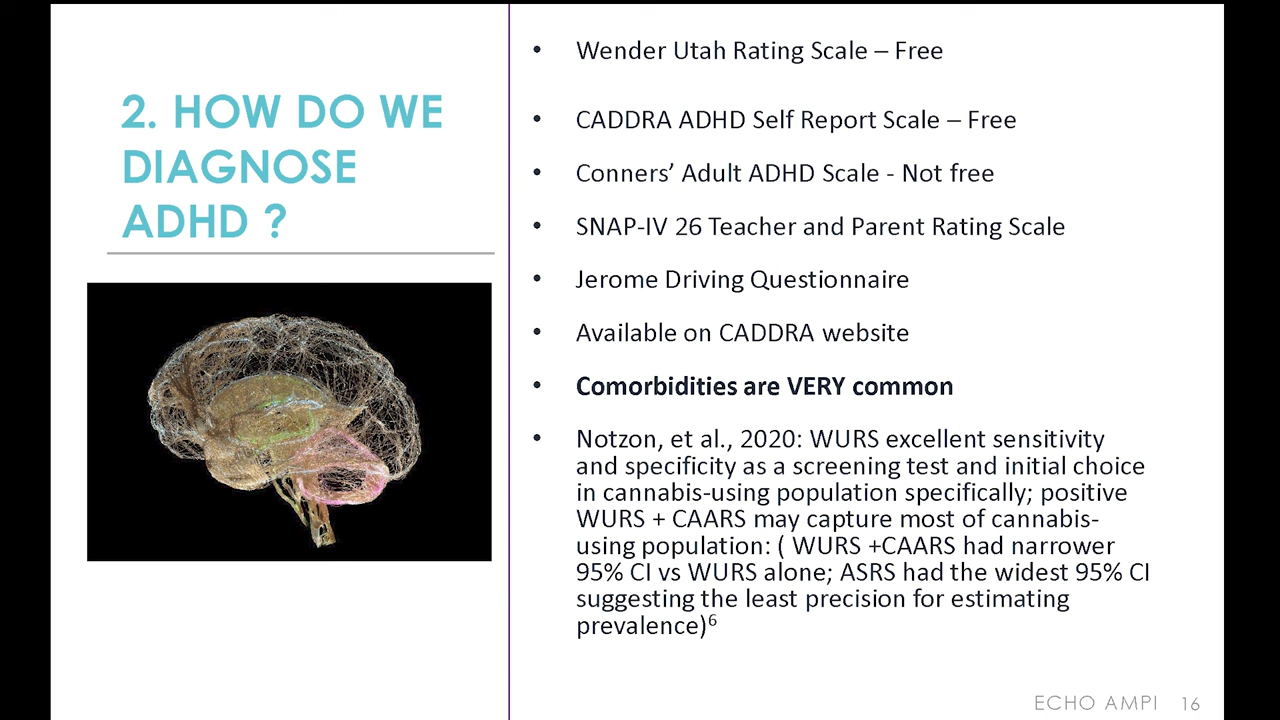 2. HOW DO WE
DIAGNOSE
ADHD ?
• Wender Utah Rating Scale – Free
• CADDRA ADHD Self Report Scale – Free
• Conners’ Adult ADHD Scale - Not free
• SNAP-IV 26 Teacher and Parent Rating Scale
• Jerome Driving Questionnaire
• Available on CADDRA website
• Comorbidities are VERY common
• Notzon, et al., 2020: WURS excellent sensitivity
and specificity as a screening test and initial choice
in cannabis-using population specifically; positive
WURS + CAARS may capture most of cannabis-
using population: ( WURS +CAARS had narrower
95% CI vs WURS alone; ASRS had the widest 95% CI
suggesting the least precision for estimating
prevalence)⁶
ECHO AMPI 16